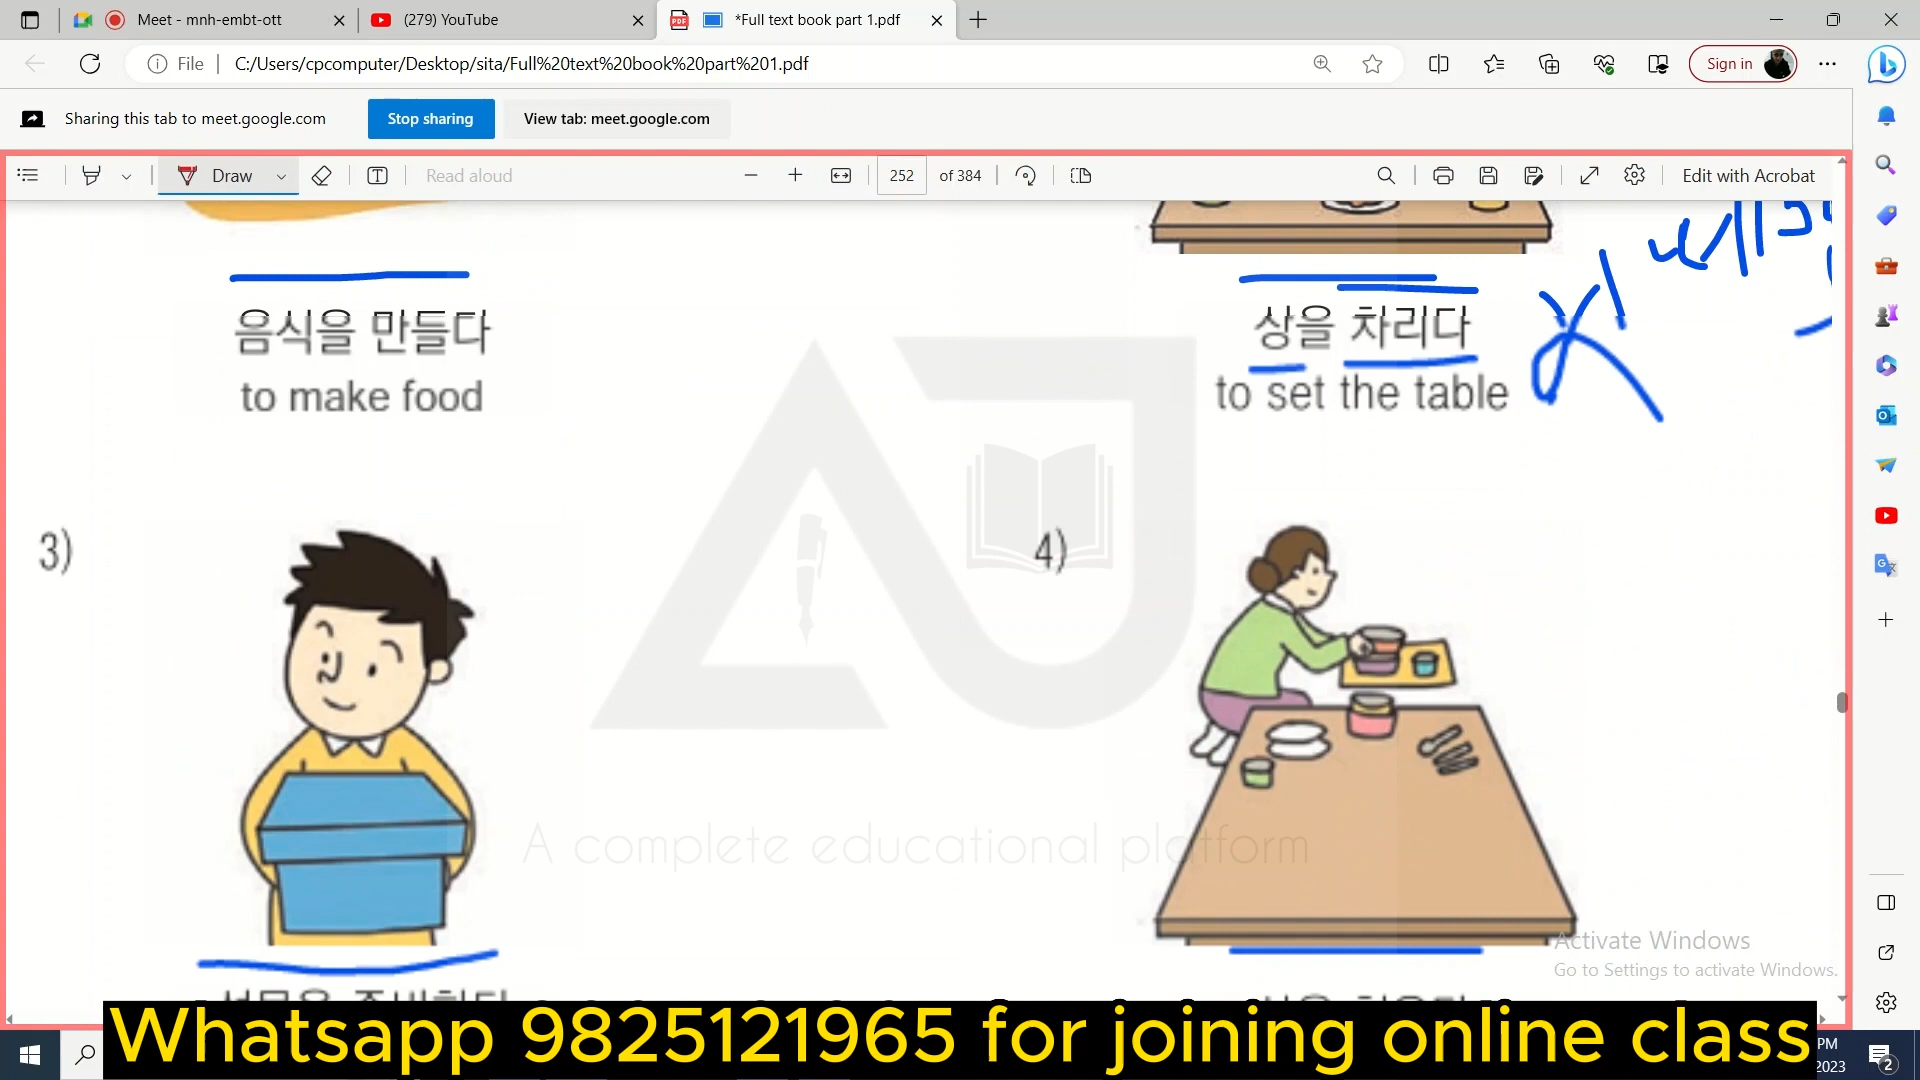 Meet - mnh-embt-ott
(279) YouTube
*Full text book part 1.pdf
File
C:/Users/cpcomputer/Desktop/sita/Full%20text%20book%20part%201.pdf
Sign in
Sharing this tab to meet.google.com
Stop sharing
View tab: meet.google.com
Draw
Read aloud
252 of 384
Edit with Acrobat
음식을 만들다
to make food
상을 차리다
to set the table
3)
4)
A complete educational platform
Activate Windows
Go to Settings to activate Windows.
Whatsapp 9825121965 for joining online class
PM
2023
2